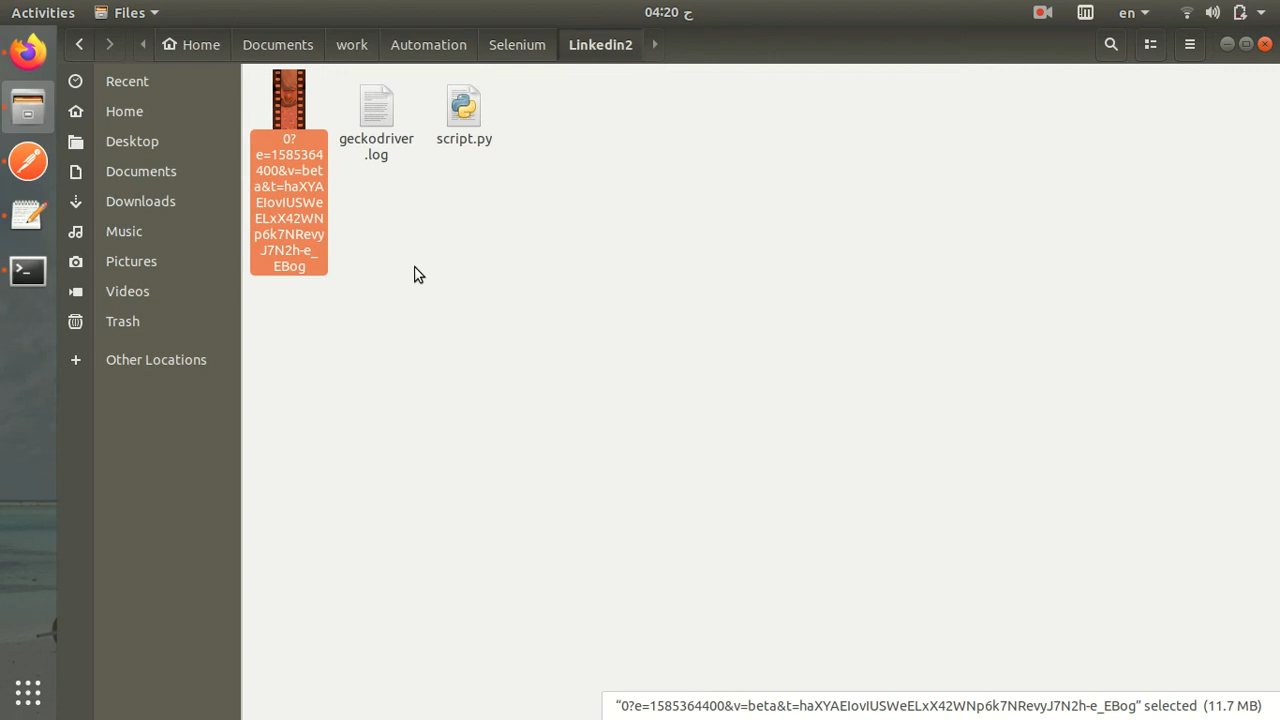 Activities
Files
04:20 ح
en
Home
Documents
work
Automation
Selenium
Linkedin2
Recent
Home
Desktop
Documents
Downloads
Music
Pictures
Videos
Trash
+ Other Locations
0?
e=1585364
400&v=bet
a&t=haXYA
EIovIUSWe
ELxX42WN
p6k7NRevy
J7N2h-e_
EBog
geckodriver
.log
script.py
“0?e=1585364400&v=beta&t=haXYAEIovIUSWeELxX42WNp6k7NRevyJ7N2h-e_EBog” selected (11.7 MB)